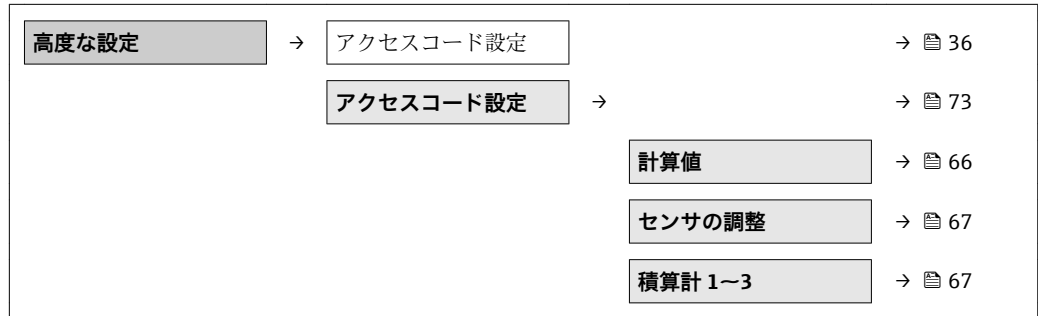 高度な設定 → アクセスコード設定 → 36
アクセスコード設定 → → 73
計算値 → 66
センサの調整 → 67
積算計 1～3 → 67